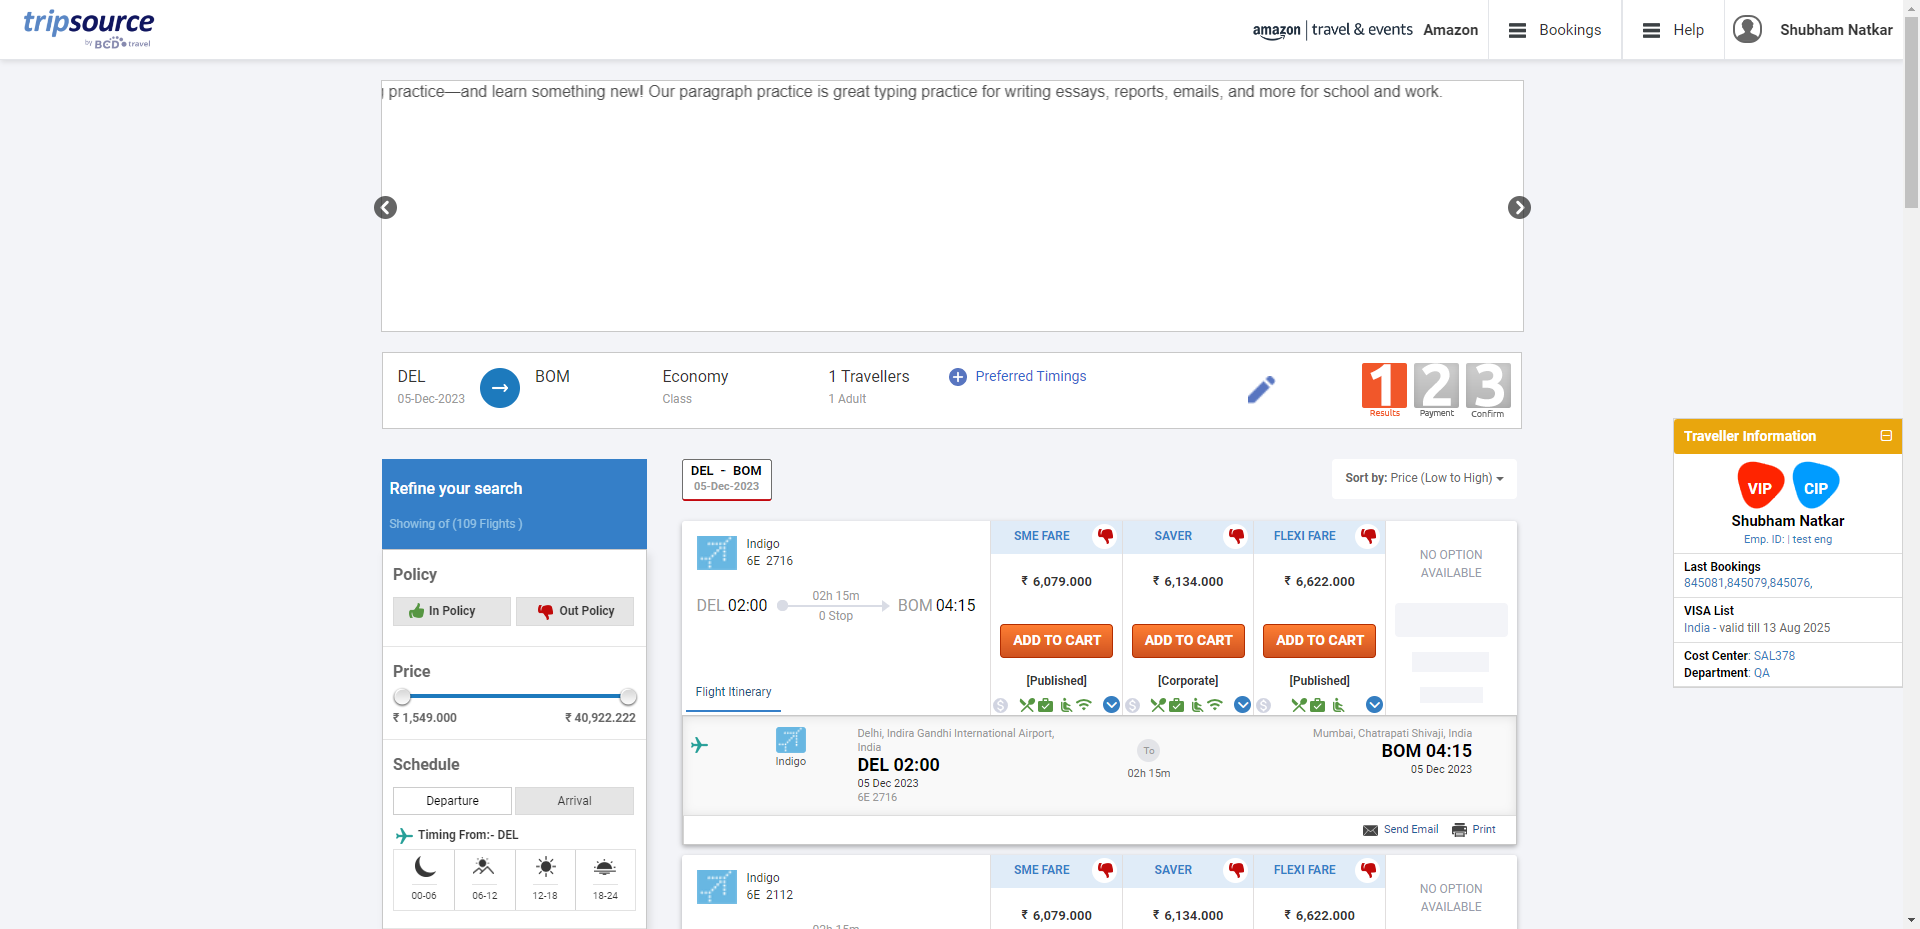 tripsource
by BCD travel
amazon travel & events Amazon
Bookings
Help
Shubham Natkar
practice—and learn something new! Our paragraph practice is great typing practice for writing essays, reports, emails, and more for school and work.
DEL
05-Dec-2023
BOM
Economy
Class
1 Travellers
1 Adult
Preferred Timings
1
Results
2
Payment
3
Confirm
Refine your search
Showing of (109 Flights )
Policy
In Policy
Out Policy
Price
₹ 1,549.000
₹ 40,922.222
Schedule
Departure
Arrival
Timing From:- DEL
00-06
06-12
12-18
18-24
DEL - BOM
05-Dec-2023
Sort by: Price (Low to High)
Indigo
6E 2716
DEL 02:00
02h 15m
0 Stop
BOM 04:15
Flight Itinerary
SME FARE
₹ 6,079.000
ADD TO CART
[Published]
SAVER
₹ 6,134.000
ADD TO CART
[Corporate]
FLEXI FARE
₹ 6,622.000
ADD TO CART
[Published]
NO OPTION
AVAILABLE
Indigo
Delhi, Indira Gandhi International Airport,
India
DEL 02:00
05 Dec 2023
6E 2716
To
02h 15m
Mumbai, Chatrapati Shivaji, India
BOM 04:15
05 Dec 2023
Send Email
Print
Indigo
6E 2112
02h 15m
SME FARE
₹ 6,079.000
SAVER
₹ 6,134.000
FLEXI FARE
₹ 6,622.000
NO OPTION
AVAILABLE
Traveller Information
VIP
CIP
Shubham Natkar
Emp. ID: | test eng
Last Bookings
845081,845079,845076,
VISA List
India - valid till 13 Aug 2025
Cost Center: SAL378
Department: QA